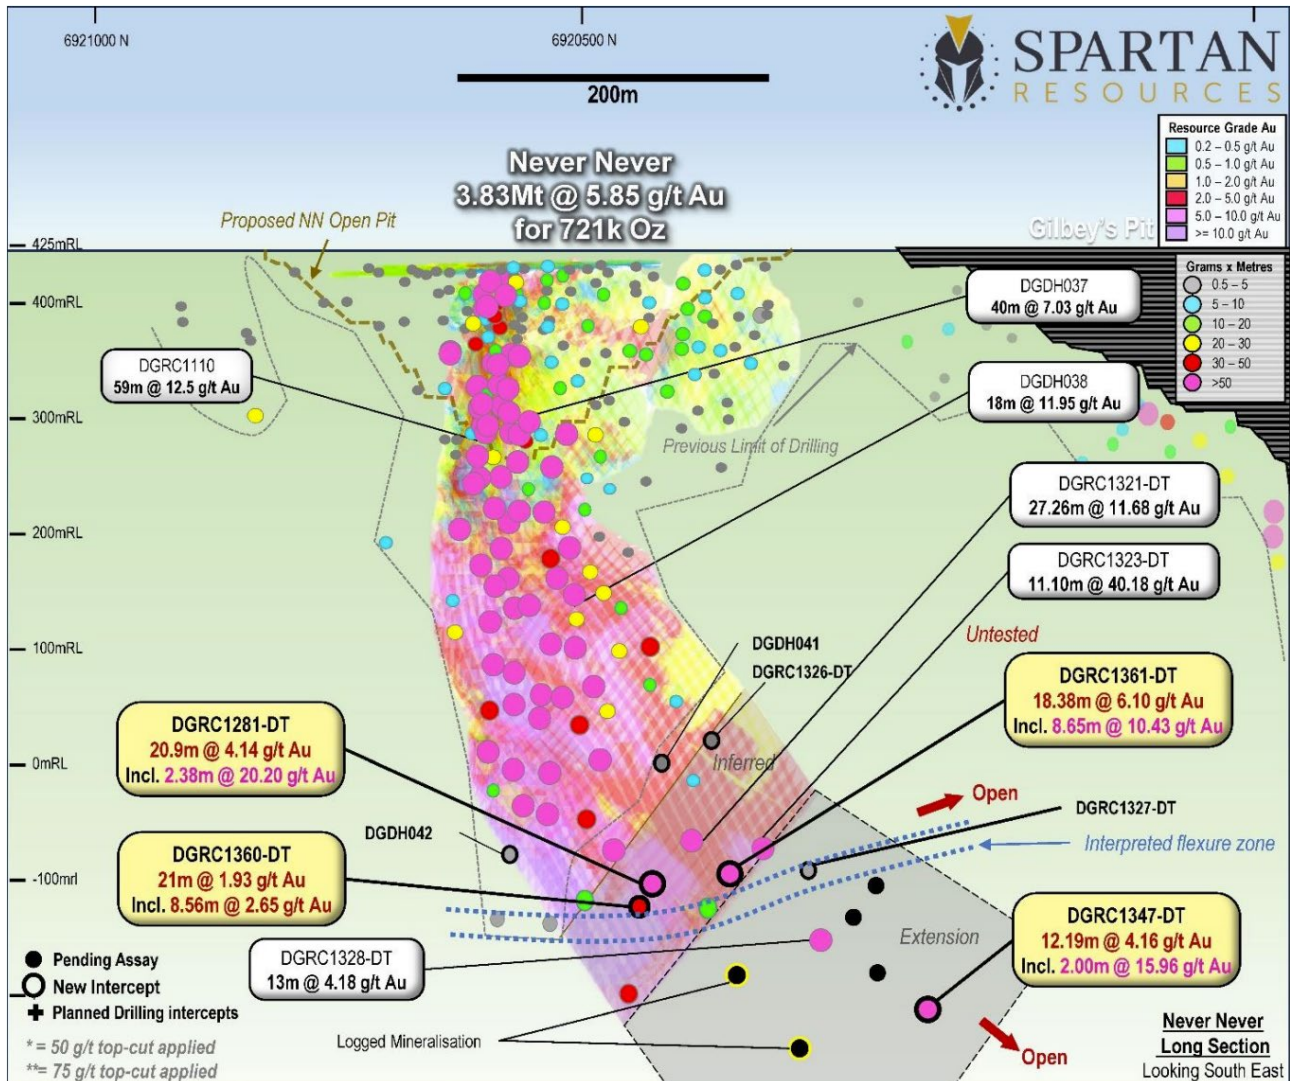 6921000 N
6920500 N
200m
SPARTAN
RESOURCES
Resource Grade Au
0.2 – 0.5 g/t Au
0.5 – 1.0 g/t Au
1.0 – 2.0 g/t Au
2.0 – 5.0 g/t Au
5.0 – 10.0 g/t Au
>= 10.0 g/t Au
Never Never
3.83Mt @ 5.85 g/t Au
for 721k Oz
Proposed NN Open Pit
Gilbey's Pit
425mRL
Grams x Metres
0.5 – 5
5 – 10
10 – 20
20 – 30
30 – 50
>50
400mRL
DGDH037
40m @ 7.03 g/t Au
DGRC1110
59m @ 12.5 g/t Au
DGDH038
18m @ 11.95 g/t Au
300mRL
Previous Limit of Drilling
DGRC1321-DT
27.26m @ 11.68 g/t Au
200mRL
DGRC1323-DT
11.10m @ 40.18 g/t Au
Untested
100mRL
DGDH041
DGRC1326-DT
DGRC1361-DT
18.38m @ 6.10 g/t Au
Incl. 8.65m @ 10.43 g/t Au
DGRC1281-DT
20.9m @ 4.14 g/t Au
Incl. 2.38m @ 20.20 g/t Au
0mRL
Inferred
Open
DGRC1327-DT
DGDH042
Interpreted flexure zone
DGRC1360-DT
21m @ 1.93 g/t Au
Incl. 8.56m @ 2.65 g/t Au
-100mrl
DGRC1347-DT
12.19m @ 4.16 g/t Au
Incl. 2.00m @ 15.96 g/t Au
Extension
DGRC1328-DT
13m @ 4.18 g/t Au
Pending Assay
New Intercept
Planned Drilling intercepts
* = 50 g/t top-cut applied
**= 75 g/t top-cut applied
Logged Mineralisation
Open
Never Never
Long Section
Looking South East